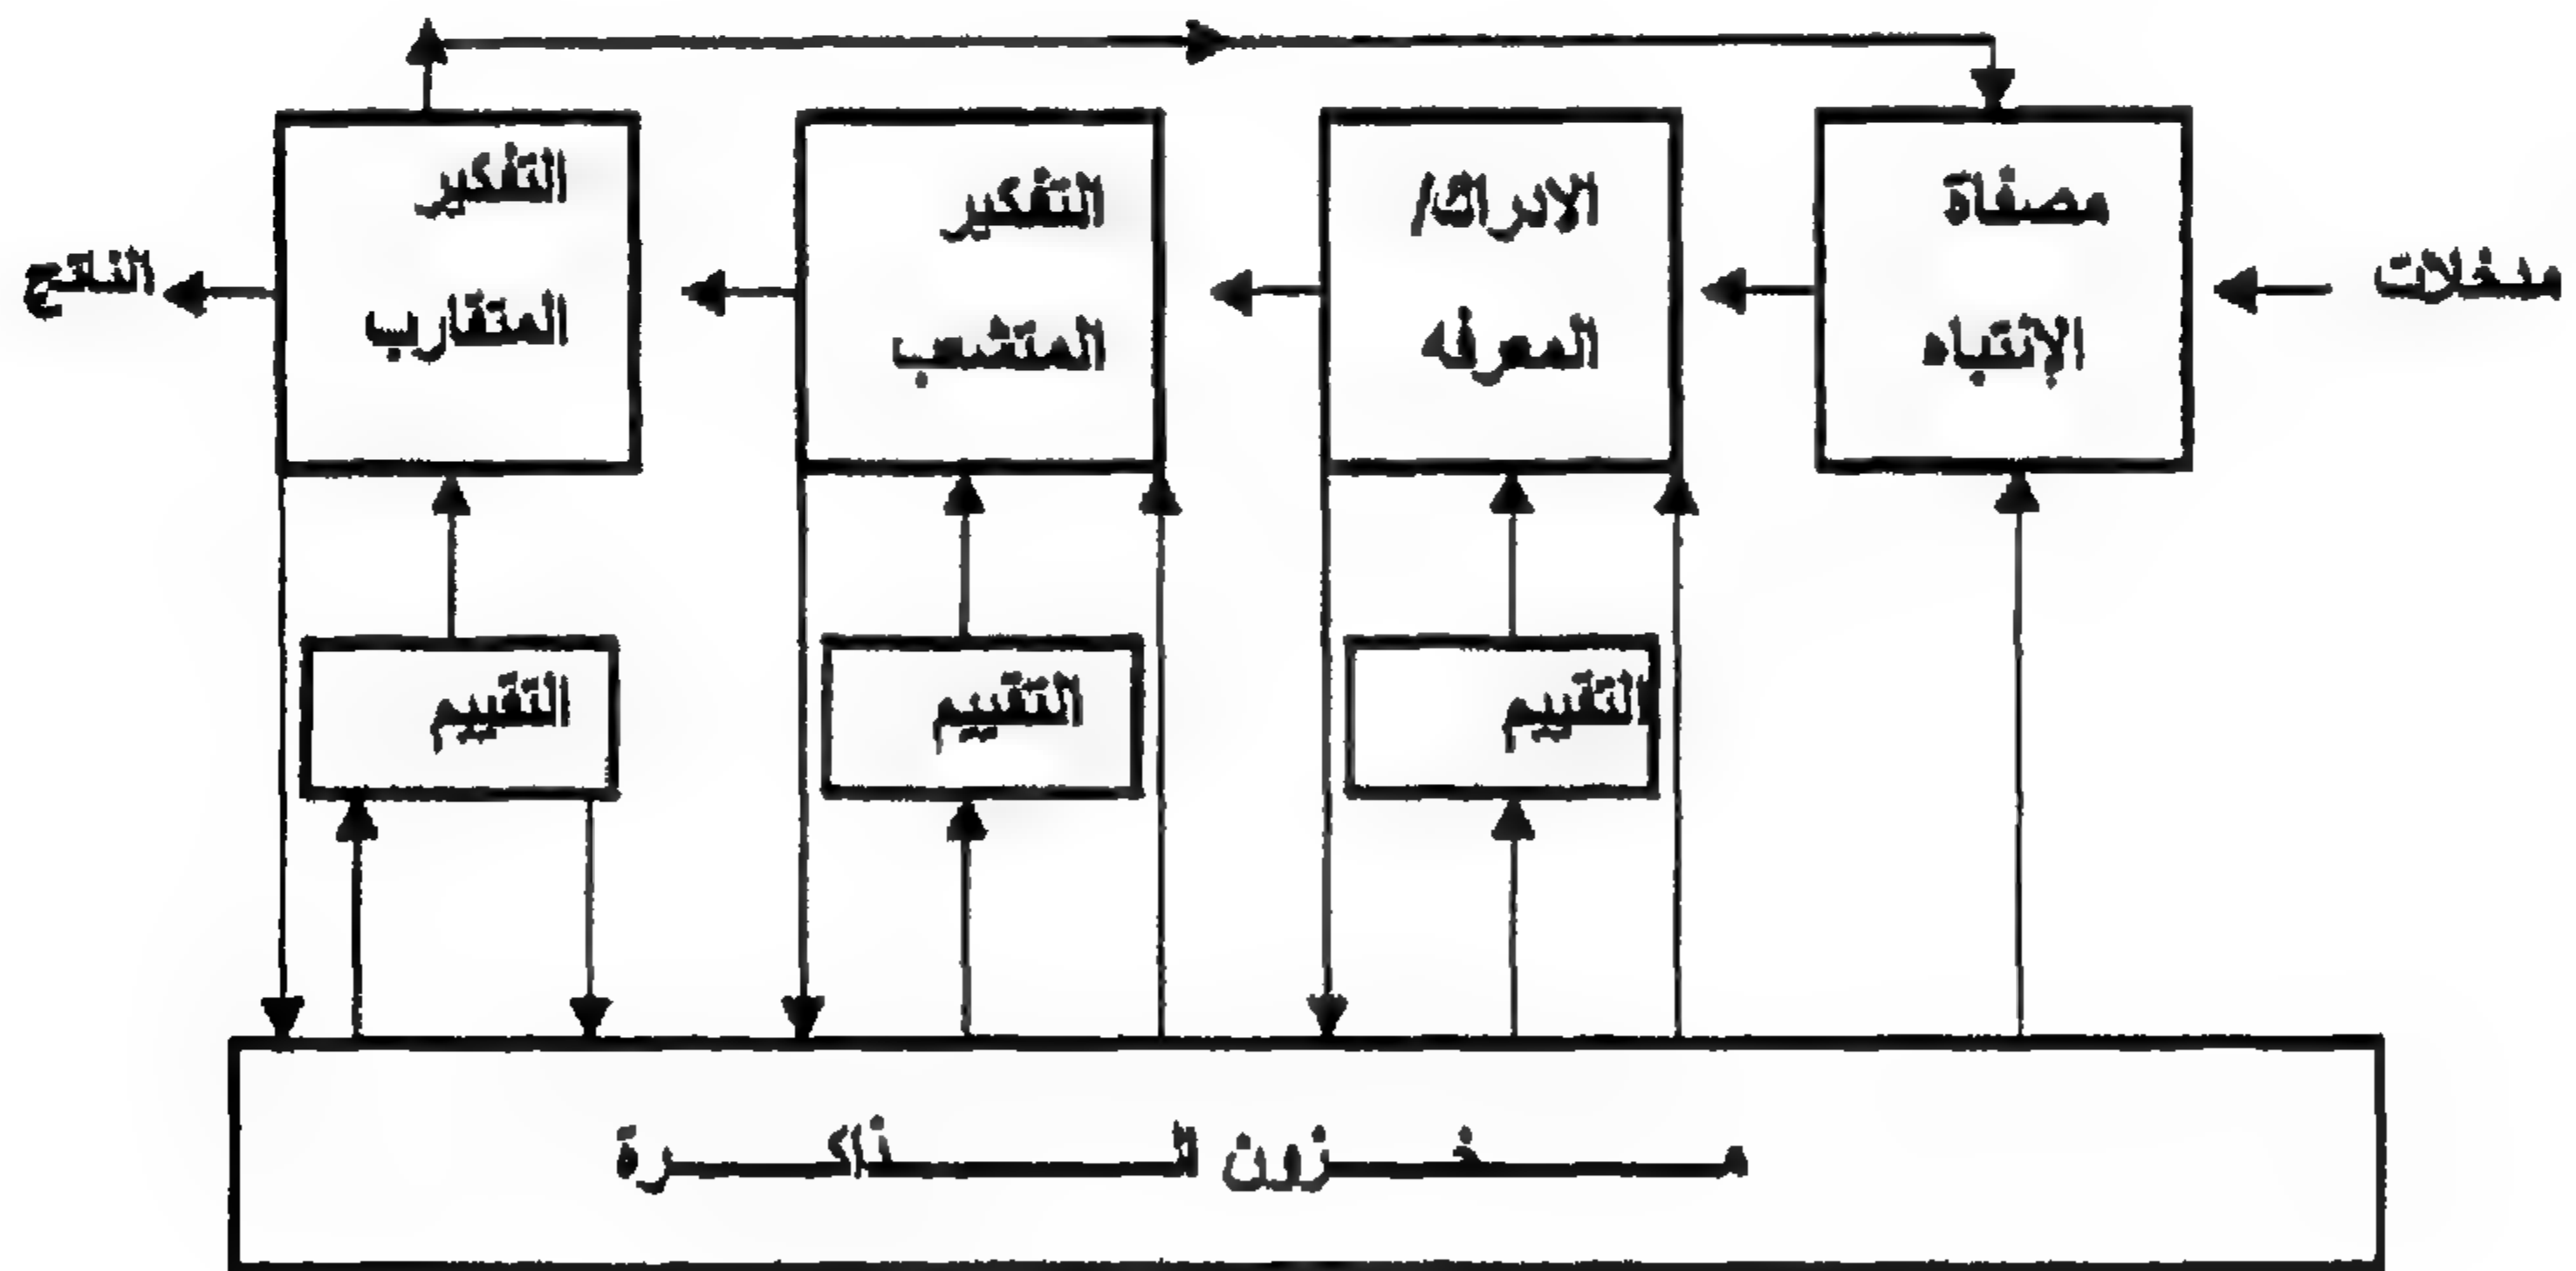 مدخلات
مصفاة
الإنتباه
الادراك/
المعرفه
التفكير
المتشعب
التفكير
المتقارب
الناتج
التقييم
التقييم
التقييم
مخزون الذاكرة